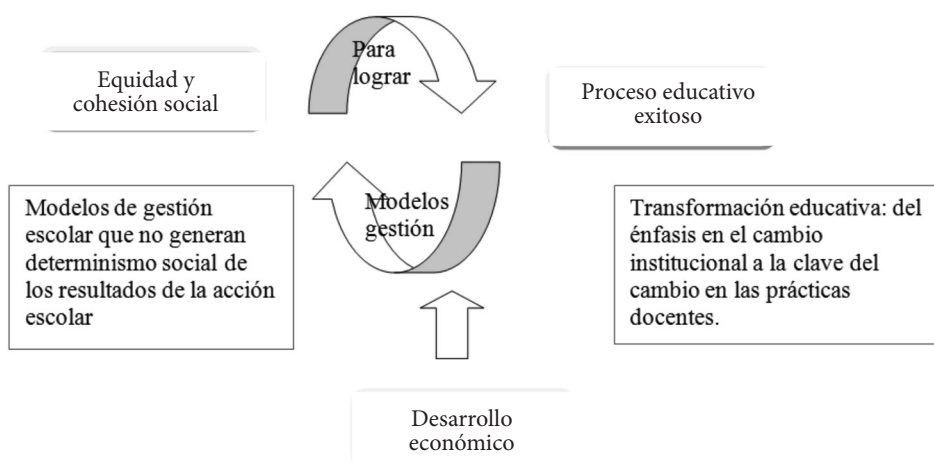 Para
lograr
Equidad y
cohesión social
Proceso educativo
exitoso
Modelos de gestión
escolar que no generan
determinismo social de
los resultados de la acción
escolar
Modelos
gestión
Transformación educativa: del
énfasis en el cambio
institucional a la clave del
cambio en las prácticas
docentes.
Desarrollo
económico